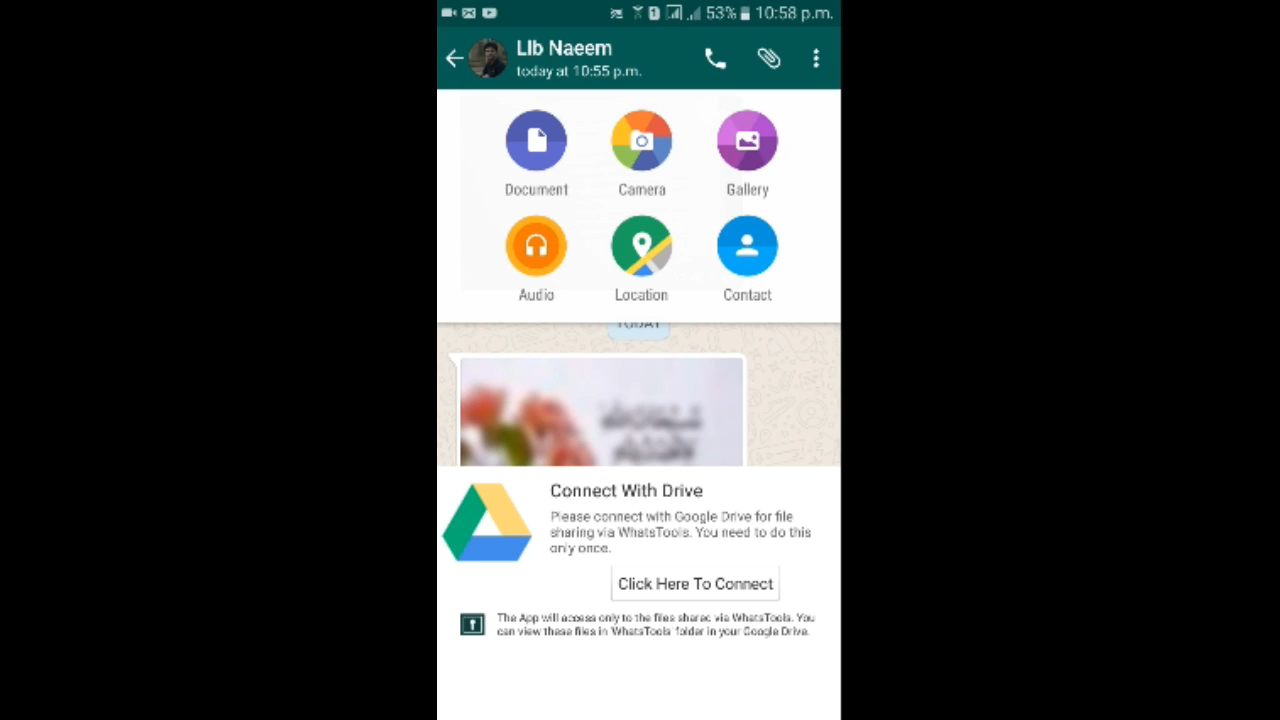 53% 10:58 p.m.
LIb Naeem
today at 10:55 p.m.
Document Camera Gallery
Audio Location Contact
TODAY
Connect With Drive
Please connect with Google Drive for file
sharing via WhatsTools. You need to do this
only once.
Click Here To Connect
The App will access only to the files shared via WhatsTools. You
can view these files in 'WhatsTools' folder in your Google Drive.